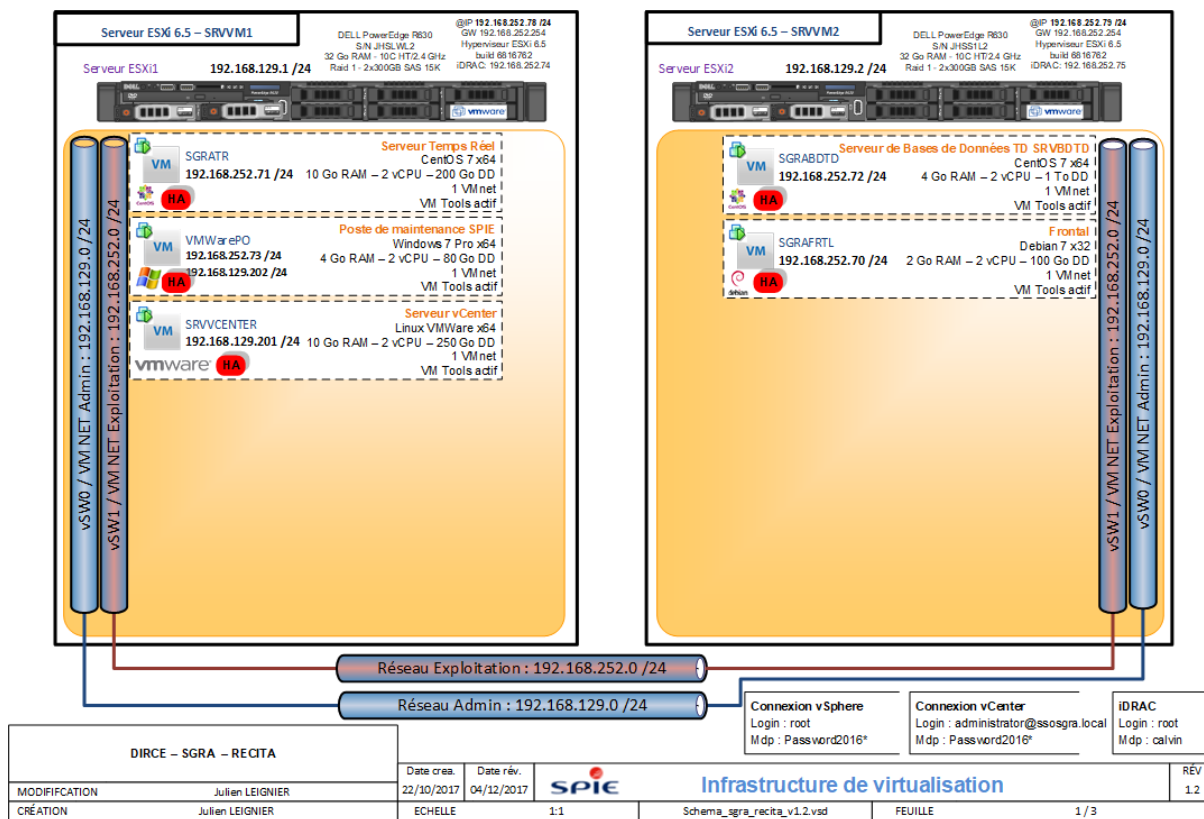 Serveur ESXi 6.5 – SRVVM1
DELL PowerEdge R630
S/N JHSLWL2
32 Go RAM - 10C HT/2.4 GHz
Raid 1 - 2x300GB SAS 15K
@IP 192.168.252.78 /24
GW 192.168.252.254
Hyperviseur ESXi 6.5
build 6816762
iDRAC: 192.168.252.74
Serveur ESXi1
192.168.129.1 /24
DELL
vmware
vSW0 / VM NET Admin : 192.168.129.0 /24
vSW1 / VM NET Exploitation : 192.168.252.0 /24
Serveur Temps Réel
VM
SGRATR
CentOS 7 x64
192.168.252.71 /24
10 Go RAM – 2 vCPU – 200 Go DD
1 VMnet
CentOS
HA
VM Tools actif
Poste de maintenance SPIE
VM
VMWarePO
Windows 7 Pro x64
192.168.252.73 /24
4 Go RAM – 2 vCPU – 80 Go DD
192.168.129.202 /24
1 VMnet
HA
VM Tools actif
Serveur vCenter
VM
SRVVCENTER
Linux VMWare x64
192.168.129.201 /24
10 Go RAM – 2 vCPU – 250 Go DD
1 VMnet
vmware
HA
VM Tools actif
Serveur ESXi 6.5 – SRVVM2
DELL PowerEdge R630
S/N JHSS1L2
32 Go RAM - 10C HT/2.4 GHz
Raid 1 - 2x300GB SAS 15K
@IP 192.168.252.79 /24
GW 192.168.252.254
Hyperviseur ESXi 6.5
build 6816762
iDRAC: 192.168.252.75
Serveur ESXi2
192.168.129.2 /24
DELL
vmware
Serveur de Bases de Données TD SRVBDTD
VM
SGRABDTD
CentOS 7 x64
192.168.252.72 /24
4 Go RAM – 2 vCPU – 1 To DD
1 VMnet
CentOS
HA
VM Tools actif
Frontal
VM
SGRAFRTL
Debian 7 x32
192.168.252.70 /24
2 Go RAM – 2 vCPU – 100 Go DD
1 VMnet
debian
HA
VM Tools actif
vSW1 / VM NET Exploitation : 192.168.252.0 /24
vSW0 / VM NET Admin : 192.168.129.0 /24
Réseau Exploitation : 192.168.252.0 /24
Réseau Admin : 192.168.129.0 /24
Connexion vSphere
Login : root
Mdp : Password2016*
Connexion vCenter
Login : administrator@ssosgra.local
Mdp : Password2016*
iDRAC
Login : root
Mdp : calvin
DIRCE – SGRA – RECITA
MODIFIFCATION
Julien LEIGNIER
CRÉATION
Julien LEIGNIER
Date crea.
22/10/2017
Date rév.
04/12/2017
SPIE
Infrastructure de virtualisation
RÉV
1.2
ECHELLE
1:1
Schema_sgra_recita_v1.2.vsd
FEUILLE
1 / 3